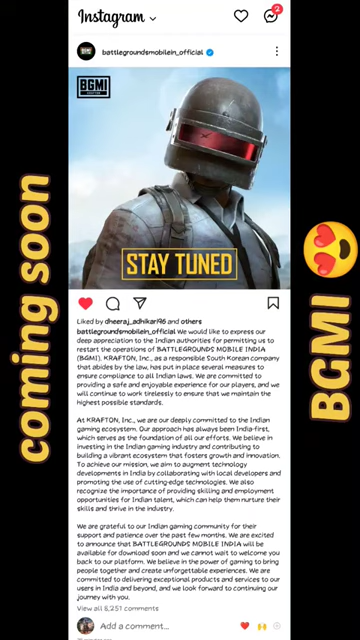 Instagram
2
battlegroundsmobilein_official
BGMI
STAY TUNED
coming soon
BGMI
Liked by dheeraj_adhikari96 and others
battlegroundsmobilein_official We would like to express our
deep appreciation to the Indian authorities for permitting us to
restart the operations of BATTLEGROUNDS MOBILE INDIA
(BGMI). KRAFTON, Inc., as a responsible South Korean company
that abides by the law, has put in place several measures to
ensure compliance to all Indian laws. We are committed to
providing a safe and enjoyable experience for our players, and we
will continue to work tirelessly to ensure that we maintain the
highest possible standards.
At KRAFTON, Inc., we are our deeply committed to the Indian
gaming ecosystem. Our approach has always been India-first,
which serves as the foundation of all our efforts. We believe in
investing in the Indian gaming industry and contributing to
building a vibrant ecosystem that fosters growth and innovation.
To achieve our mission, we aim to augment technology
developments in India by collaborating with local developers and
promoting the use of cutting-edge technologies. We also
recognize the importance of providing skilling and employment
opportunities for Indian talent, which can help them nurture their
skills and thrive in the industry.
We are grateful to our Indian gaming community for their
support and patience over the past few months. We are excited
to announce that BATTLEGROUNDS MOBILE INDIA will be
available for download soon and we cannot wait to welcome you
back to our platform. We believe in the power of gaming to bring
people together and create unforgettable experiences. We are
committed to delivering exceptional products and services to our
users in India and beyond, and we look forward to continuing our
journey with you.
View all 8,251 comments
Add a comment...